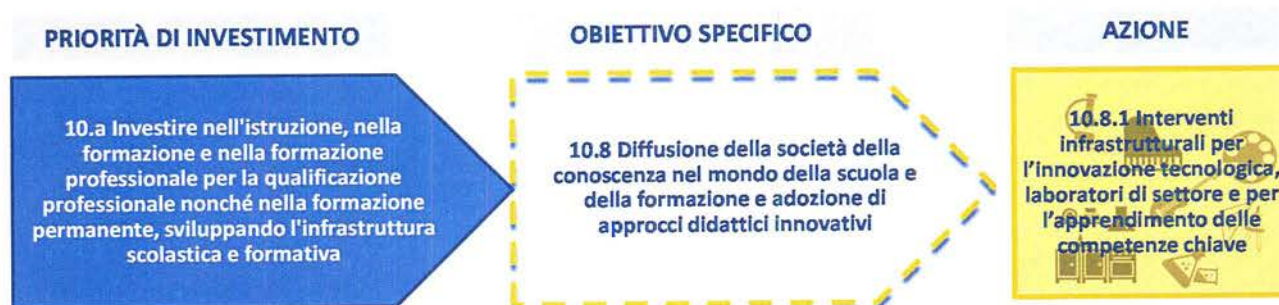 PRIORITÀ DI INVESTIMENTO
10.a Investire nell'istruzione, nella
formazione e nella formazione
professionale per la qualificazione
professionale nonché nella formazione
permanente, sviluppando l'infrastruttura
scolastica e formativa
OBIETTIVO SPECIFICO
10.8 Diffusione della società della
conoscenza nel mondo della scuola e
della formazione e adozione di
approcci didattici innovativi
AZIONE
10.8.1 Interventi
infrastrutturali per
l'innovazione tecnologica,
laboratori di settore e per
l'apprendimento delle
competenze chiave